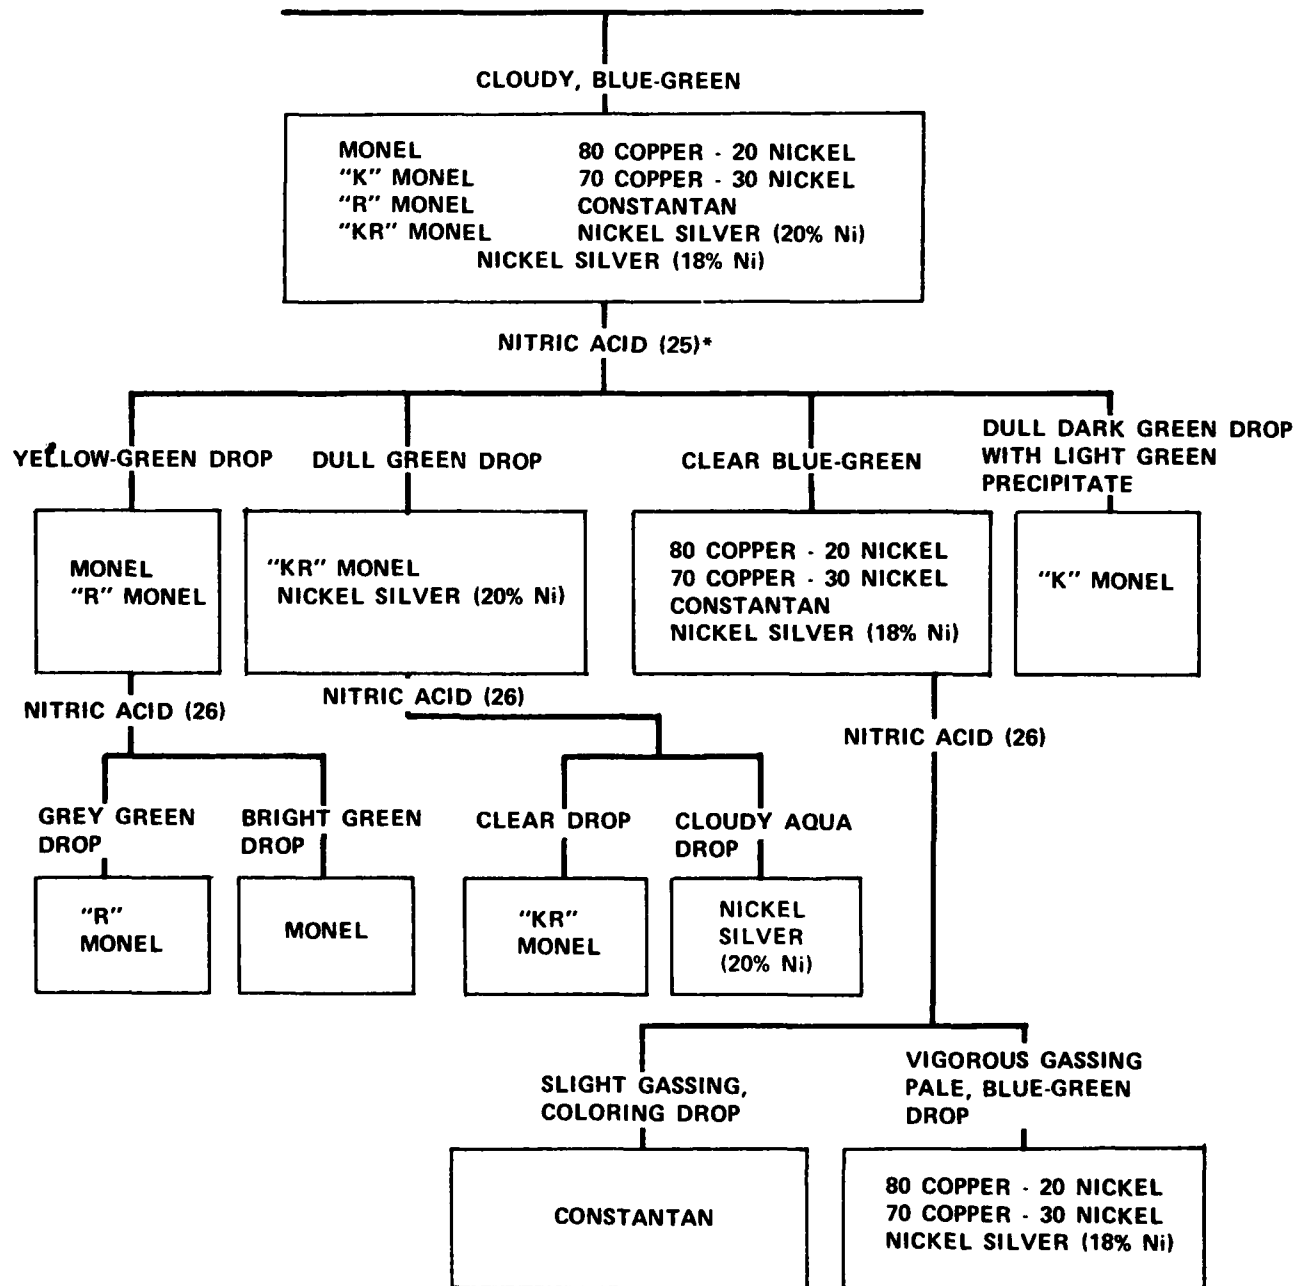 CLOUDY, BLUE-GREEN
MONEL 80 COPPER - 20 NICKEL
"K" MONEL 70 COPPER - 30 NICKEL
"R" MONEL CONSTANTAN
"KR" MONEL NICKEL SILVER (20% Ni)
NICKEL SILVER (18% Ni)
NITRIC ACID (25)*
YELLOW-GREEN DROP
DULL GREEN DROP
CLEAR BLUE-GREEN
DULL DARK GREEN DROP
WITH LIGHT GREEN
PRECIPITATE
MONEL
"R" MONEL
"KR" MONEL
NICKEL SILVER (20% Ni)
80 COPPER - 20 NICKEL
70 COPPER - 30 NICKEL
CONSTANTAN
NICKEL SILVER (18% Ni)
"K" MONEL
NITRIC ACID (26)
NITRIC ACID (26)
NITRIC ACID (26)
GREY GREEN
DROP
BRIGHT GREEN
DROP
CLEAR DROP
CLOUDY AQUA
DROP
"R"
MONEL
MONEL
"KR"
MONEL
NICKEL
SILVER
(20% Ni)
SLIGHT GASSING,
COLORING DROP
VIGOROUS GASSING
PALE, BLUE-GREEN
DROP
CONSTANTAN
80 COPPER - 20 NICKEL
70 COPPER - 30 NICKEL
NICKEL SILVER (18% Ni)